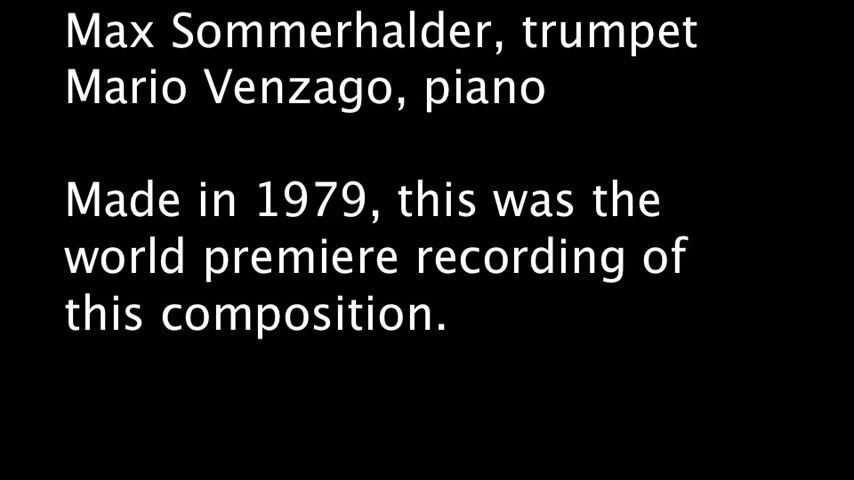 Max Sommerhalder, trumpet
Mario Venzago, piano
Made in 1979, this was the
world premiere recording of
this composition.